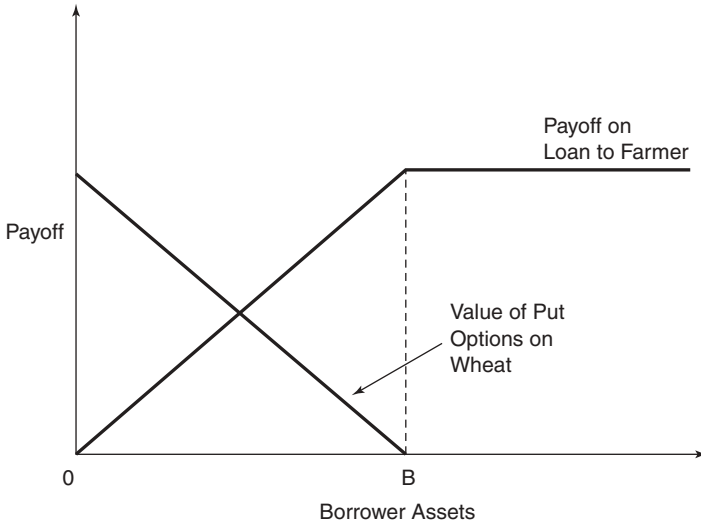 Payoff on
Loan to Farmer
Payoff
Value of Put
Options on
Wheat
0
B
Borrower Assets